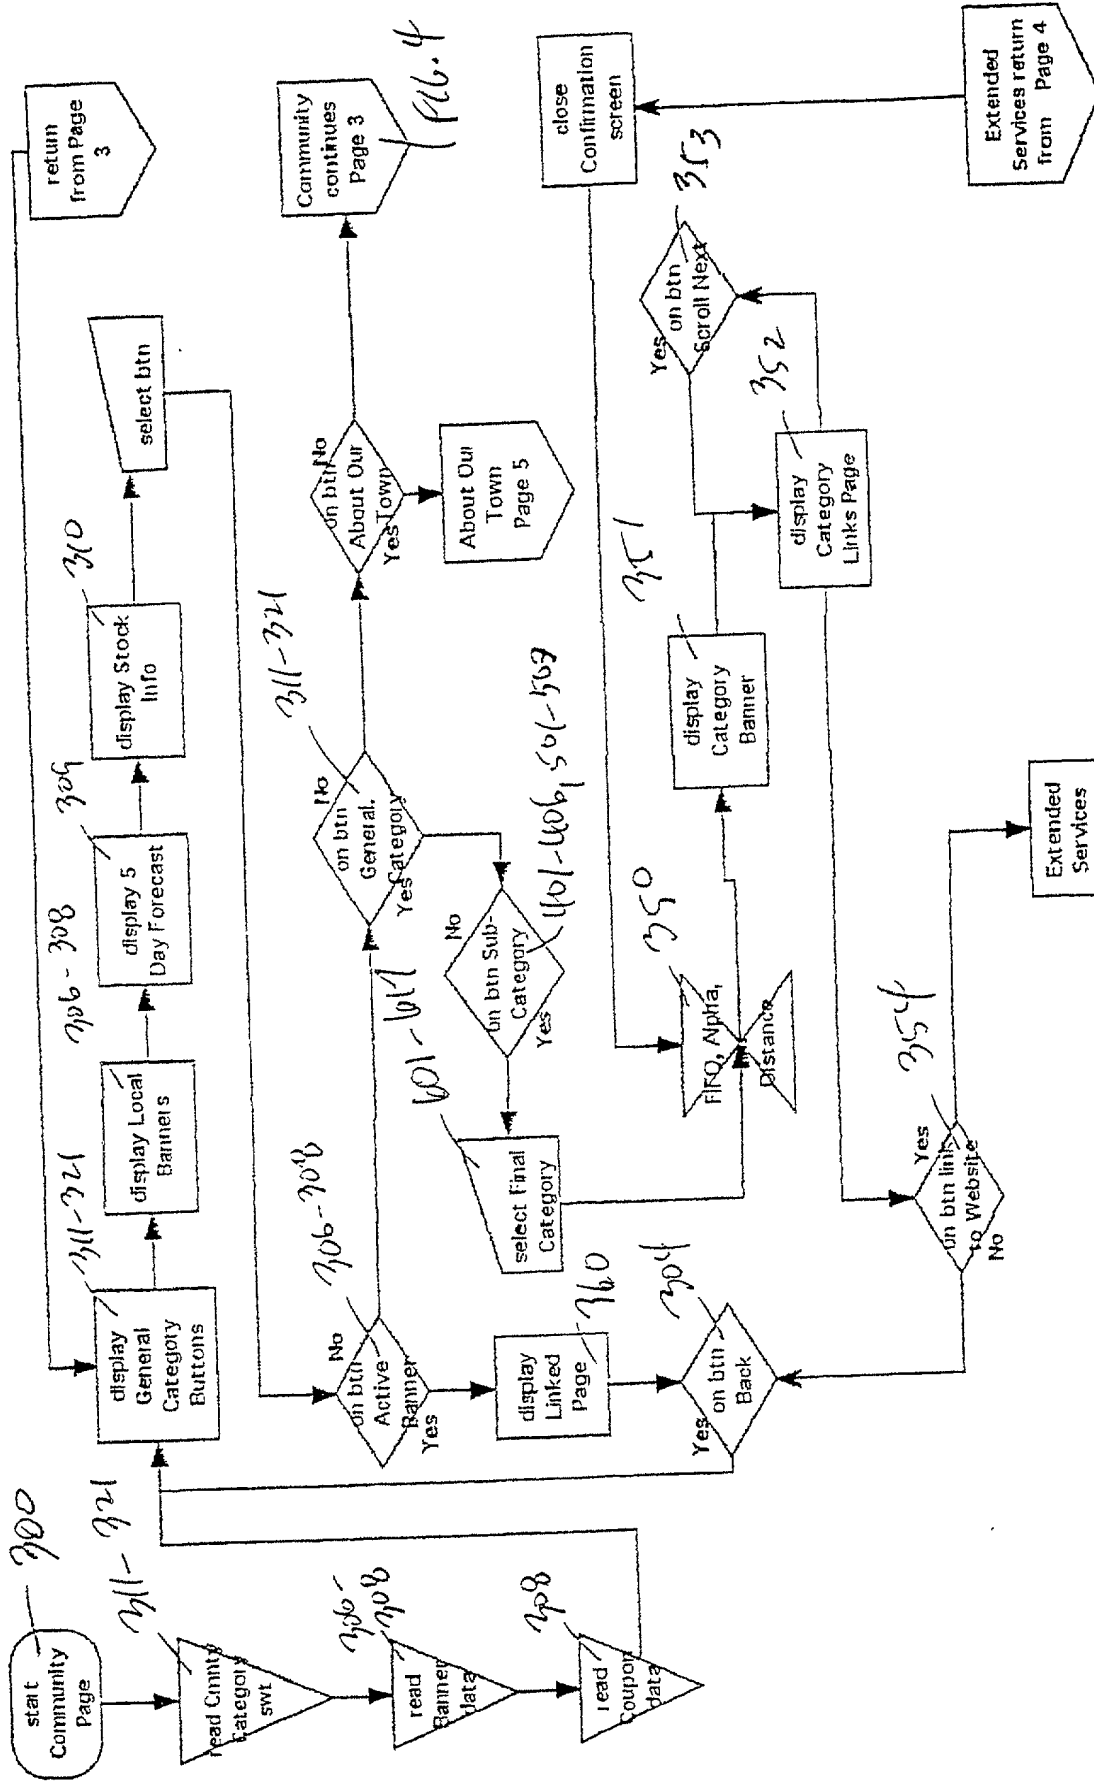 start
Community
Page
300
read Cmnty
Category
swt
311-321
read
Banner
data
306-
308
read
Coupon
data
308
display
General
Category
Buttons
311-321
display Local
Banners
306-308
display 5
Day Forecast
309
display Stock
Info
310
select btn
return
from Page
3
on btn
Active
Banner
No
Yes
306-308
on btn
General.
Category
No
Yes
311-321
on btn
About Our
Town
No
Yes
Community
continues
Page 3
FIG. 4
About Our
Town
Page 5
on btn Sub-
Category
No
Yes
401-406, 501-507
select Final
Category
601-617
display
Linked
Page
360
on btn
Back
Yes
304
FIFO, Alpha,
Distance
350
display
Category
Banner
351
display
Category
Links Page
352
on btn
Scroll Next
Yes
353
close
Confirmation
screen
Extended
Services return
from Page 4
on btn link
to Website
Yes
No
354
Extended
Services